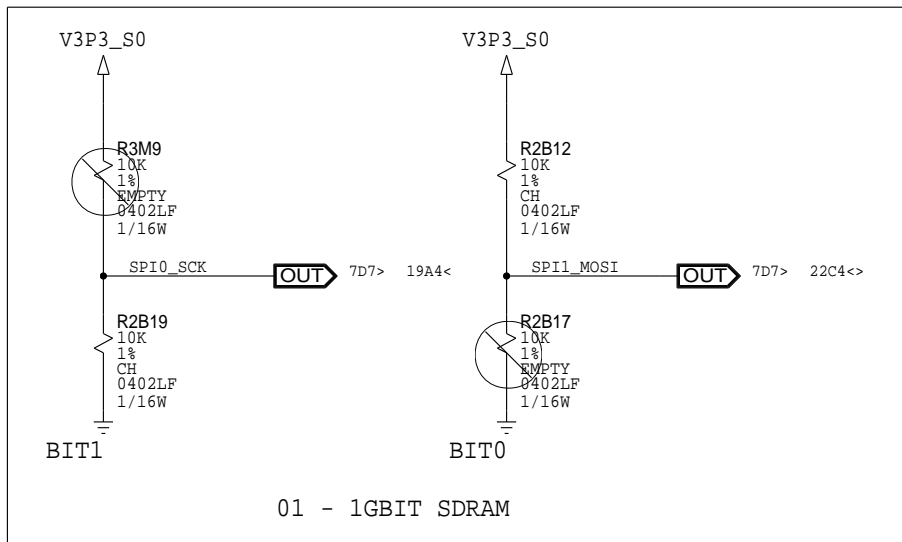 V3P3_S0
R3M9
10K
1%
EMPTY
0402LF
1/16W
SPI0_SCK
OUT
7D7> 19A4<
R2B19
10K
1%
CH
0402LF
1/16W
BIT1
V3P3_S0
R2B12
10K
1%
CH
0402LF
1/16W
SPI1_MOSI
OUT
7D7> 22C4<>
R2B17
10K
1%
EMPTY
0402LF
1/16W
BIT0
01 - 1GBIT SDRAM